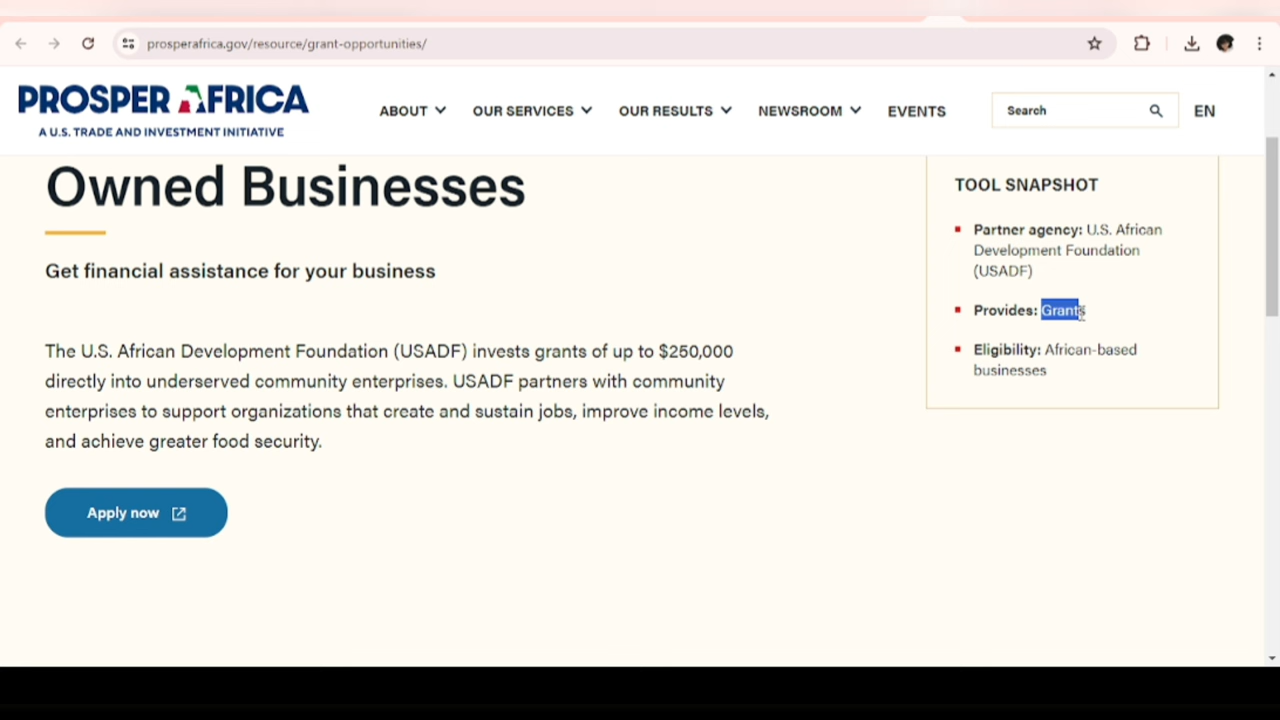 prosperafrica.gov/resource/grant-opportunities/
PROSPER AFRICA
A U.S. TRADE AND INVESTMENT INITIATIVE
ABOUT OUR SERVICES OUR RESULTS NEWSROOM EVENTS Search EN
Owned Businesses
Get financial assistance for your business
The U.S. African Development Foundation (USADF) invests grants of up to $250,000
directly into underserved community enterprises. USADF partners with community
enterprises to support organizations that create and sustain jobs, improve income levels,
and achieve greater food security.
Apply now
TOOL SNAPSHOT
Partner agency: U.S. African
Development Foundation
(USADF)
Provides: Grants
Eligibility: African-based
businesses